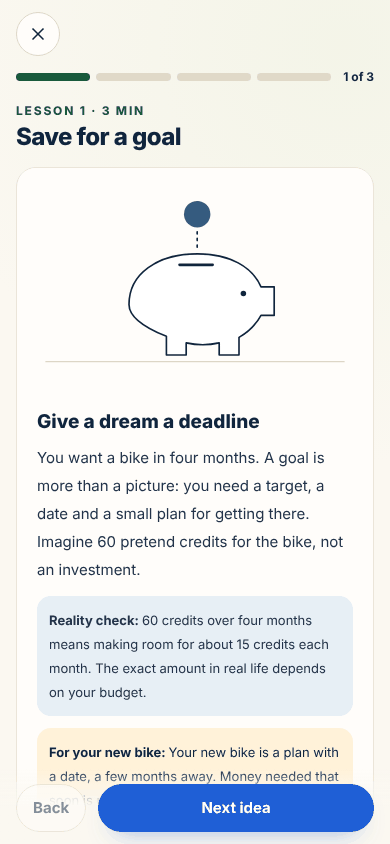 1 of 3
LESSON 1 · 3 MIN
Save for a goal
Give a dream a deadline
You want a bike in four months. A goal is
more than a picture: you need a target, a
date and a small plan for getting there.
Imagine 60 pretend credits for the bike, not
an investment.
Reality check: 60 credits over four months
means making room for about 15 credits each
month. The exact amount in real life depends
on your budget.
For your new bike: Your new bike is a plan with
a date, a few months away. Money needed that
Back
Next idea